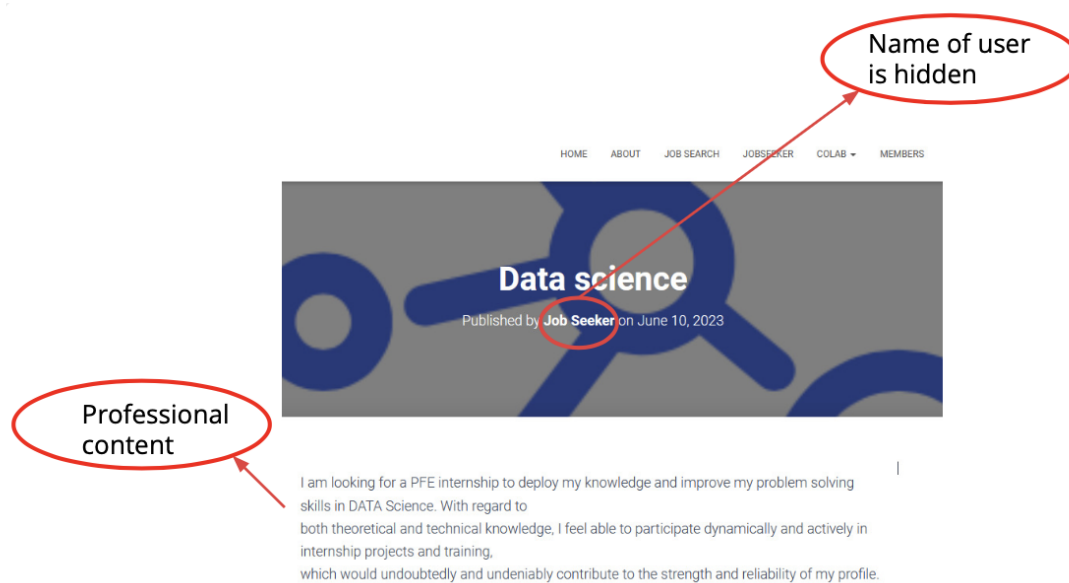 Name of user
is hidden
HOME ABOUT JOB SEARCH JOBSEEKER COLAB MEMBERS
Data science
Published by Job Seeker on June 10, 2023
Professional
content
I am looking for a PFE internship to deploy my knowledge and improve my problem solving
skills in DATA Science. With regard to
both theoretical and technical knowledge, I feel able to participate dynamically and actively in
internship projects and training,
which would undoubtedly and undeniably contribute to the strength and reliability of my profile.